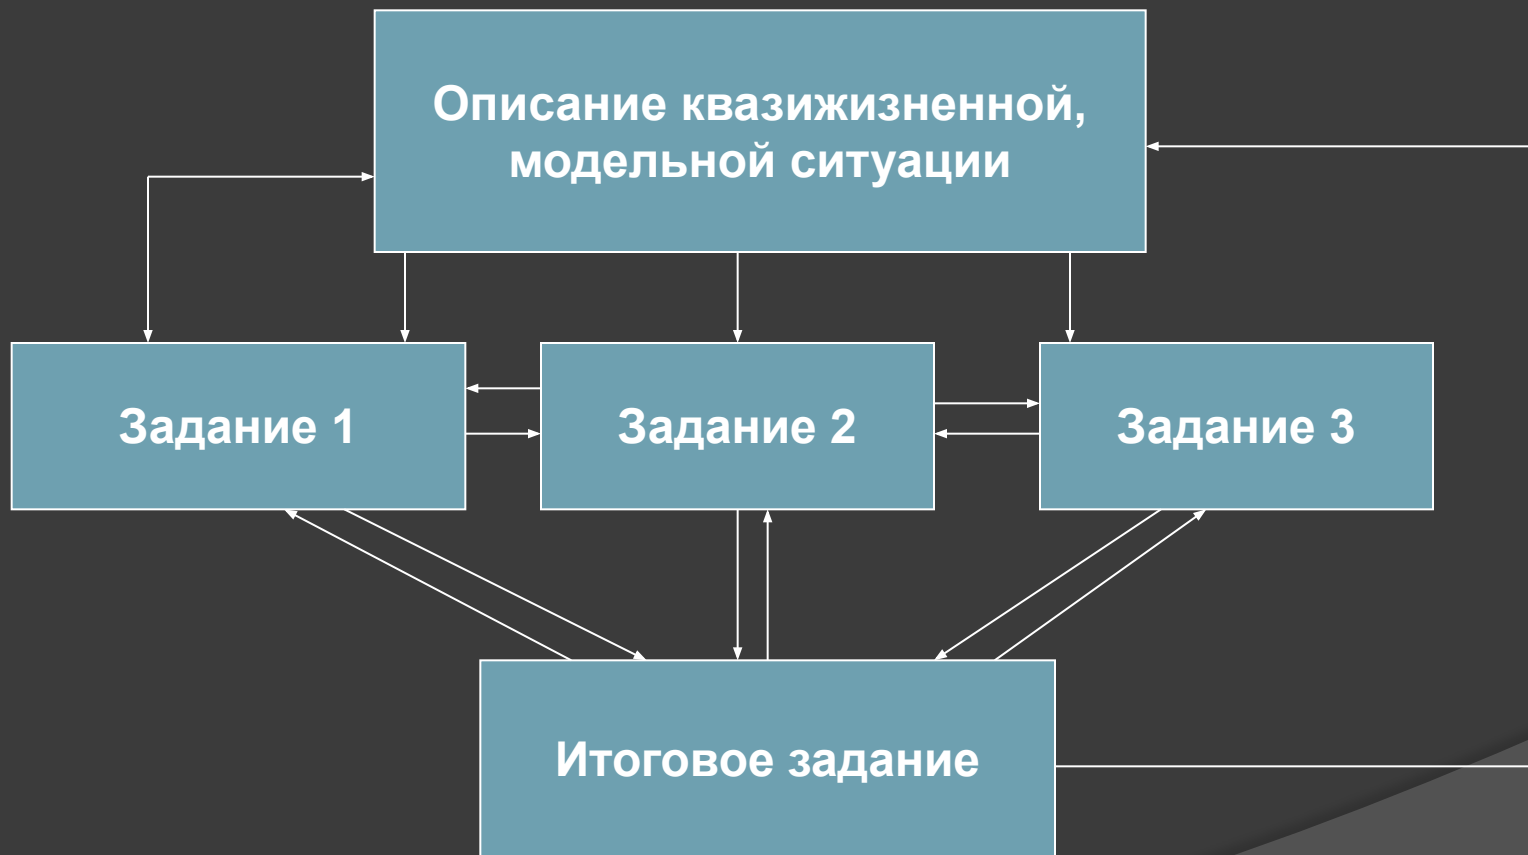 Описание квазижизненной,
модельной ситуации
Задание 1
Задание 2
Задание 3
Итоговое задание